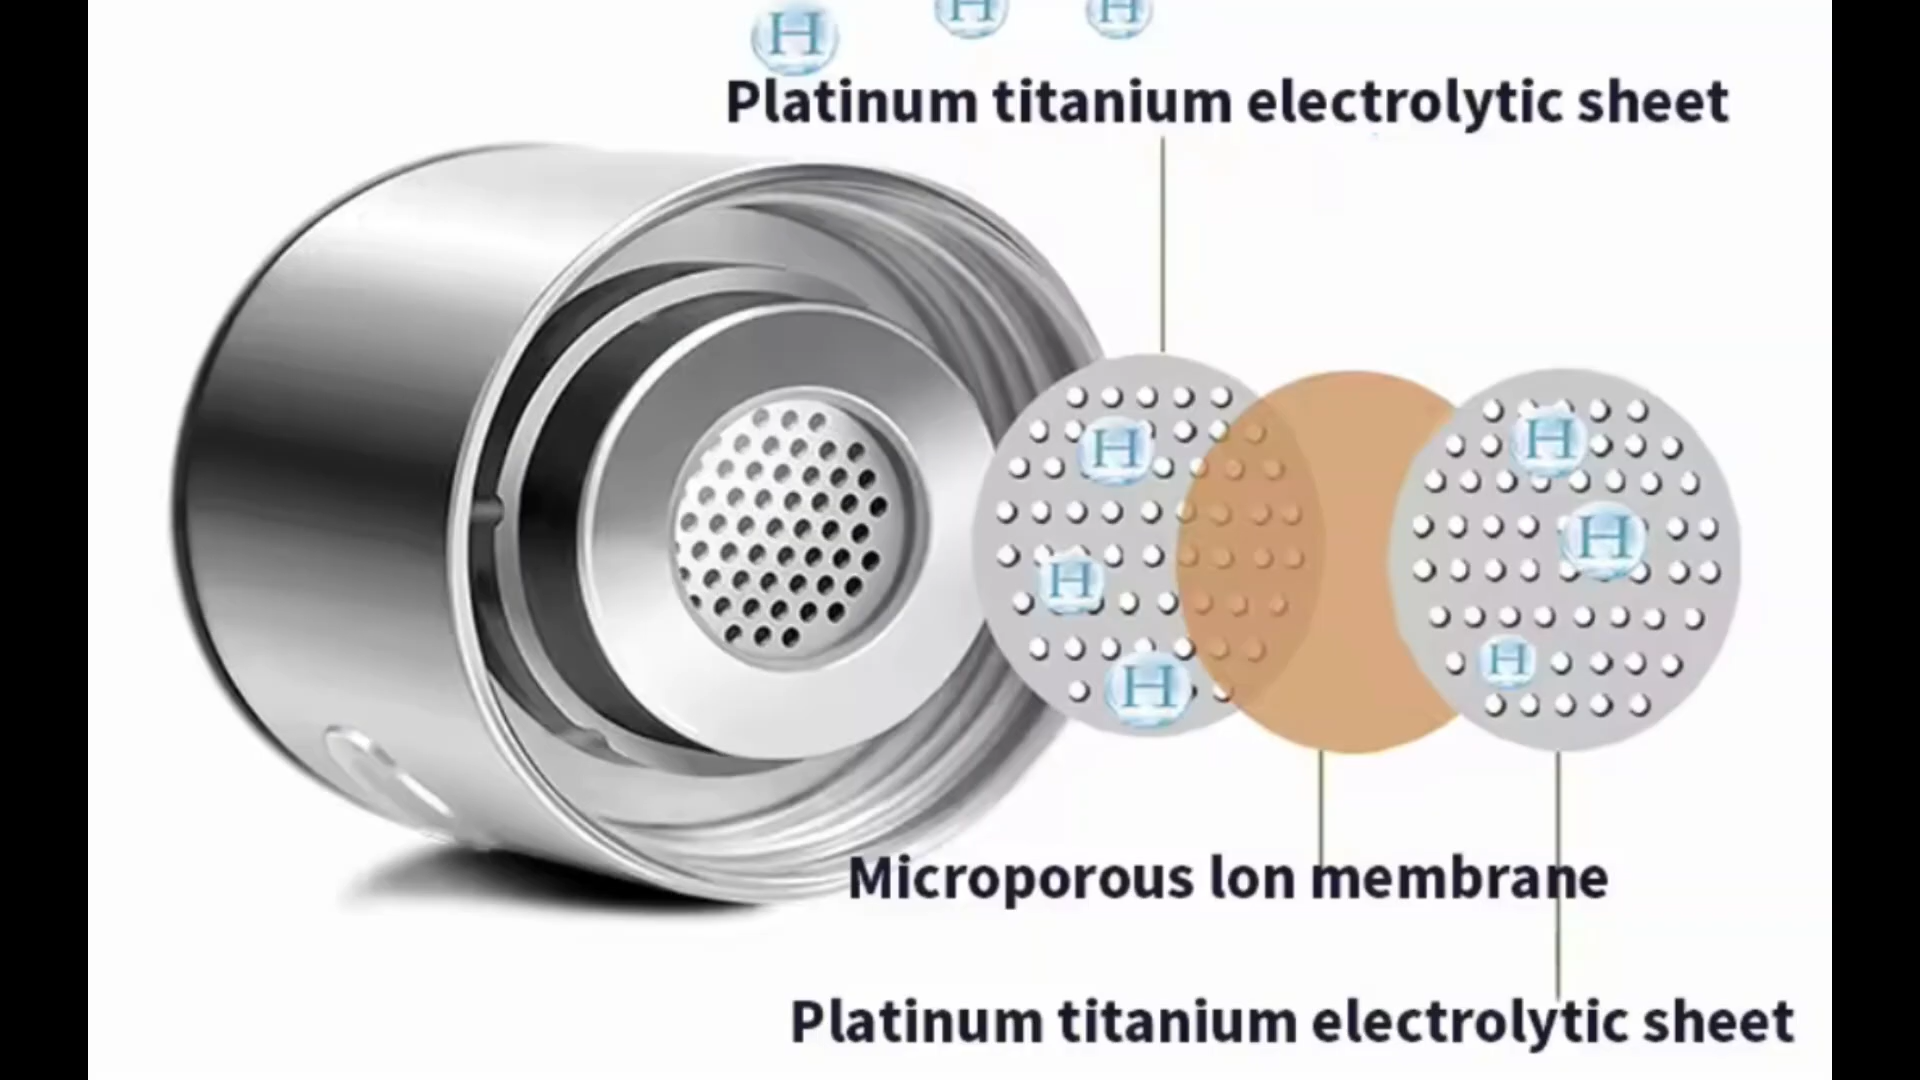 H H H
Platinum titanium electrolytic sheet
H
H
H
H
H
H
Microporous lon membrane
Platinum titanium electrolytic sheet